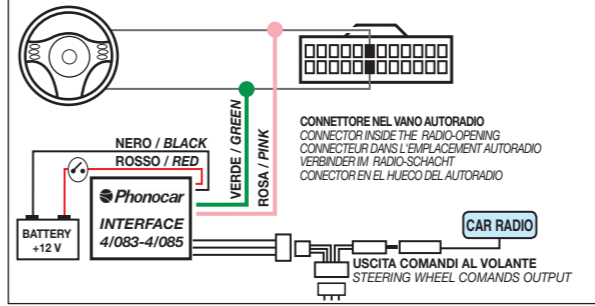 CONNETTORE NEL VANO AUTORADIO
CONNECTOR INSIDE THE RADIO-OPENING
CONNECTEUR DANS L'EMPLACEMENT AUTORADIO
VERBINDER IM RADIO-SCHACHT
CONECTOR EN EL HUECO DEL AUTORADIO
NERO / BLACK
ROSSO / RED
VERDE / GREEN
ROSA / PINK
Phonocar
INTERFACE
4/083-4/085
BATTERY
+12 V
CAR RADIO
USCITA COMANDI AL VOLANTE
STEERING WHEEL COMANDS OUTPUT